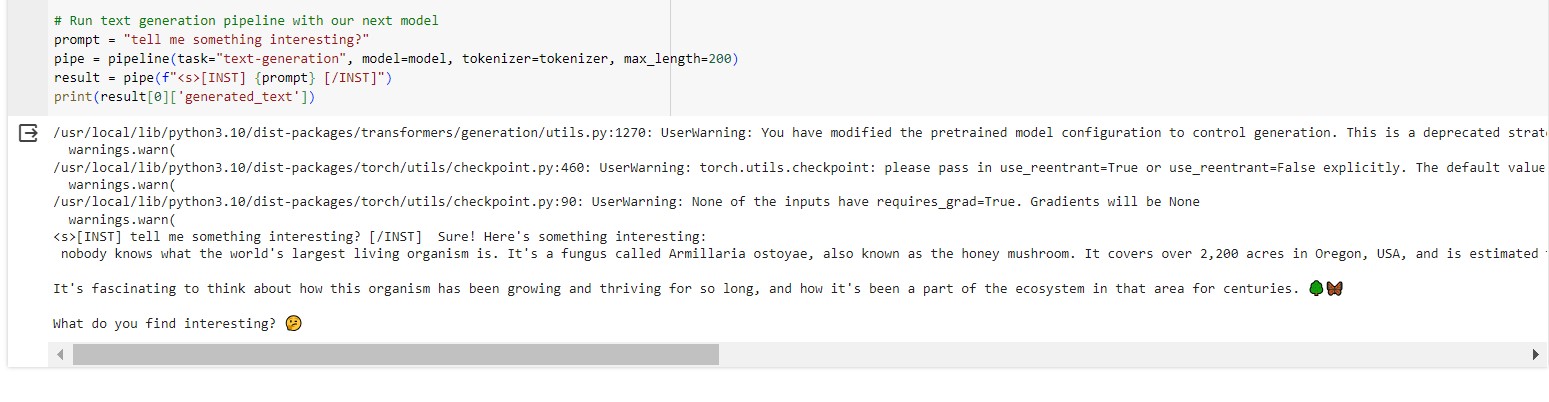 # Run text generation pipeline with our next model
prompt = "tell me something interesting?"
pipe = pipeline(task="text-generation", model=model, tokenizer=tokenizer, max_length=200)
result = pipe(f"<s>[INST] {prompt} [/INST]")
print(result[0]['generated_text'])
/usr/local/lib/python3.10/dist-packages/transformers/generation/utils.py:1270: UserWarning: You have modified the pretrained model configuration to control generation. This is a deprecated strat
  warnings.warn(
/usr/local/lib/python3.10/dist-packages/torch/utils/checkpoint.py:460: UserWarning: torch.utils.checkpoint: please pass in use_reentrant=True or use_reentrant=False explicitly. The default value
  warnings.warn(
/usr/local/lib/python3.10/dist-packages/torch/utils/checkpoint.py:90: UserWarning: None of the inputs have requires_grad=True. Gradients will be None
  warnings.warn(
<s>[INST] tell me something interesting? [/INST]  Sure! Here's something interesting:
 nobody knows what the world's largest living organism is. It's a fungus called Armillaria ostoyae, also known as the honey mushroom. It covers over 2,200 acres in Oregon, USA, and is estimated
It's fascinating to think about how this organism has been growing and thriving for so long, and how it's been a part of the ecosystem in that area for centuries. 🌳🦋
What do you find interesting? 🤔